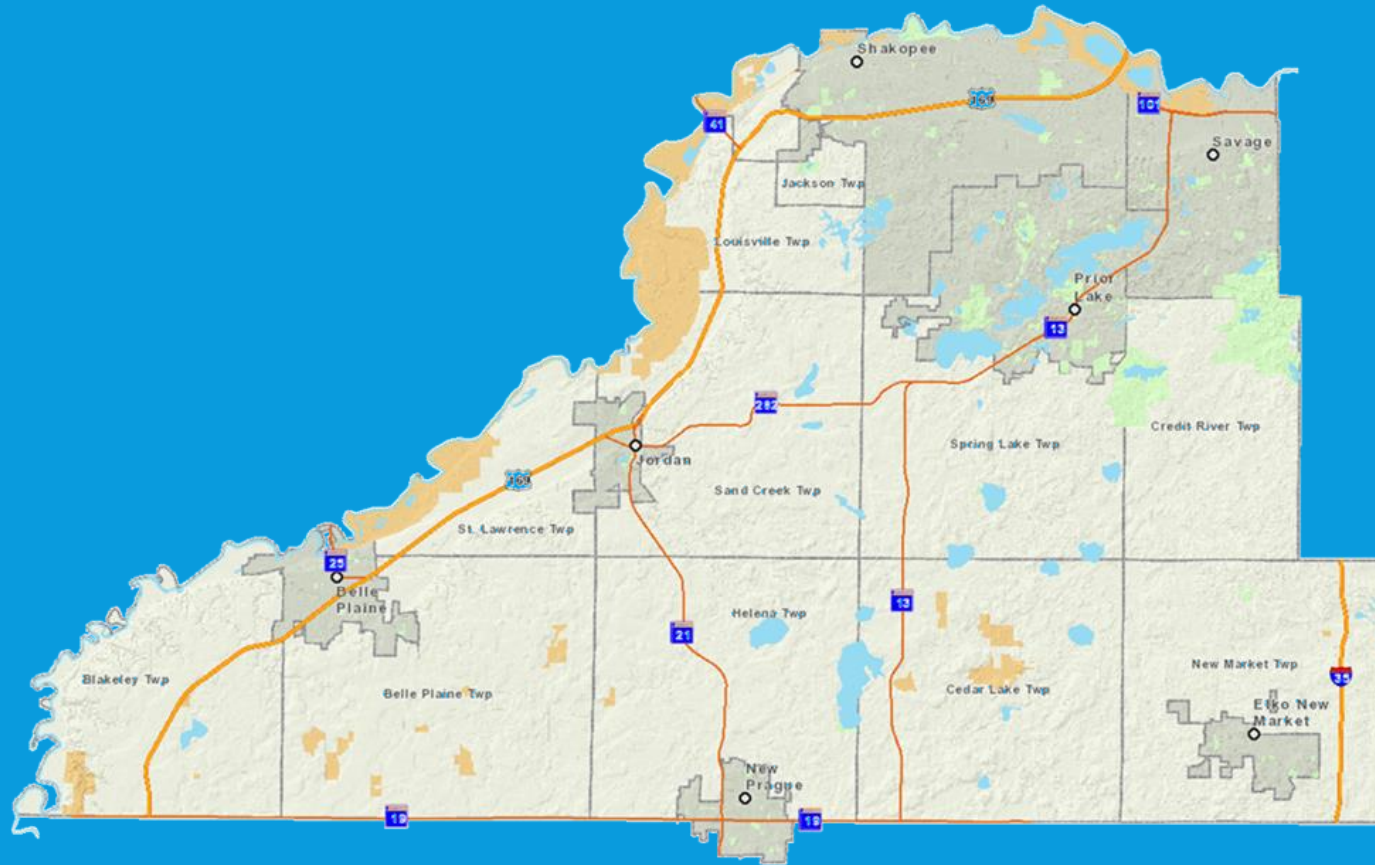 Shakopee
169
101
41
Savage
Jackson Twp
Louisville Twp
Prior
Lake
13
282
Credit River Twp
Spring Lake Twp
Jordan
169
Sand Creek Twp
St. Lawrence Twp
25
Belle
Plaine
13
Helena Twp
21
New Market Twp
35
Blakeley Twp
Belle Plaine Twp
Cedar Lake Twp
Elko New
Market
New
Prague
19
19